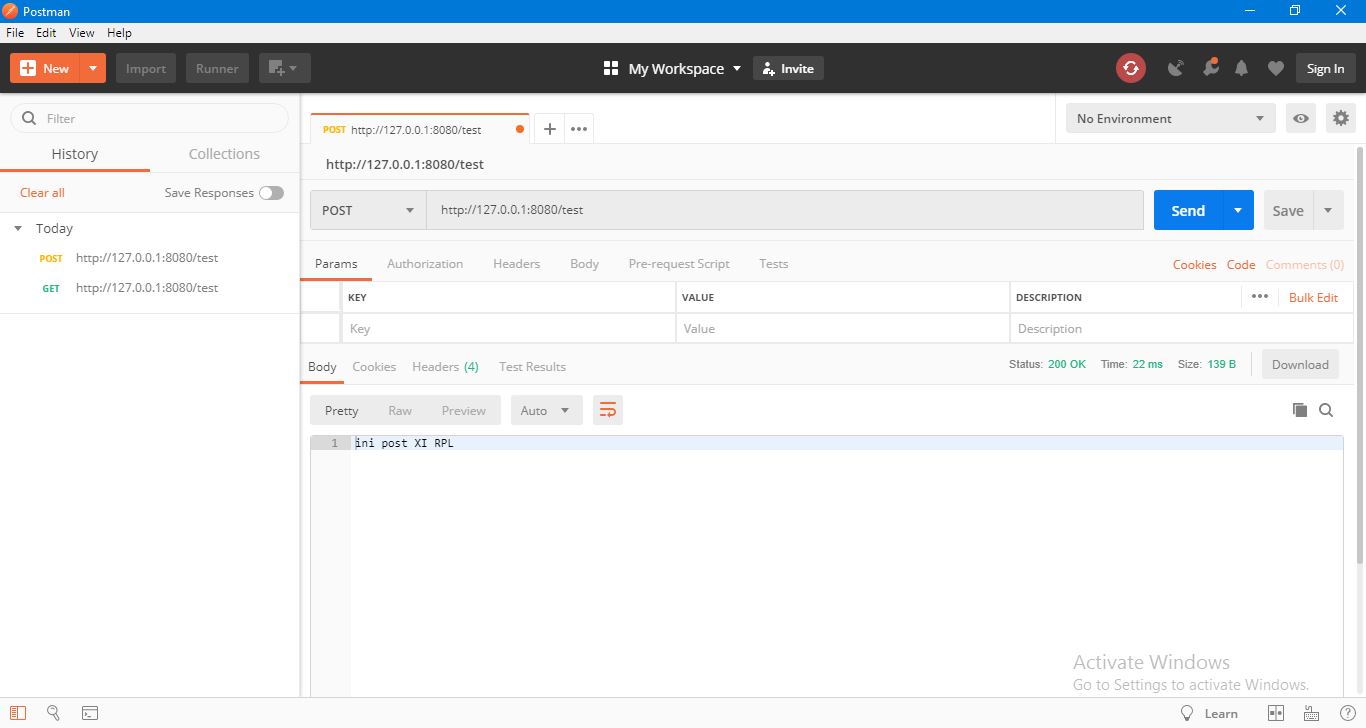 Postman
File Edit View Help
New Import Runner My Workspace Invite Sign In
Filter
History Collections
Clear all Save Responses
Today
POST http://127.0.0.1:8080/test
GET http://127.0.0.1:8080/test
POST http://127.0.0.1:8080/test
No Environment
http://127.0.0.1:8080/test
POST http://127.0.0.1:8080/test Send Save
Params Authorization Headers Body Pre-request Script Tests Cookies Code Comments (0)
KEY VALUE DESCRIPTION Bulk Edit
Key Value Description
Body Cookies Headers (4) Test Results Status: 200 OK Time: 22 ms Size: 139 B Download
Pretty Raw Preview Auto
1 ini post XI RPL
Activate Windows
Go to Settings to activate Windows.
Learn